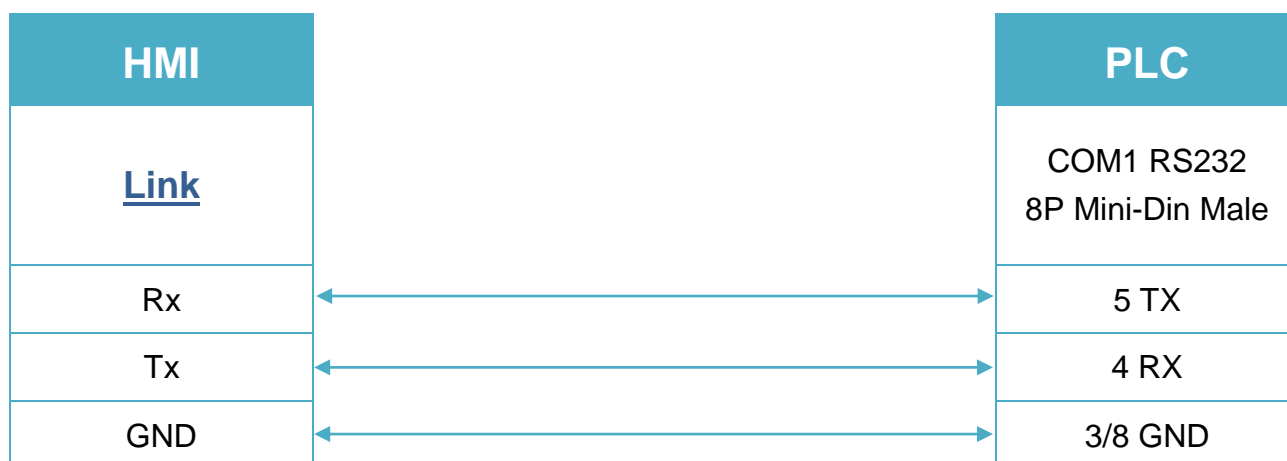 HMI PLC
Link COM1 RS232
8P Mini-Din Male
Rx 5 TX
Tx 4 RX
GND 3/8 GND